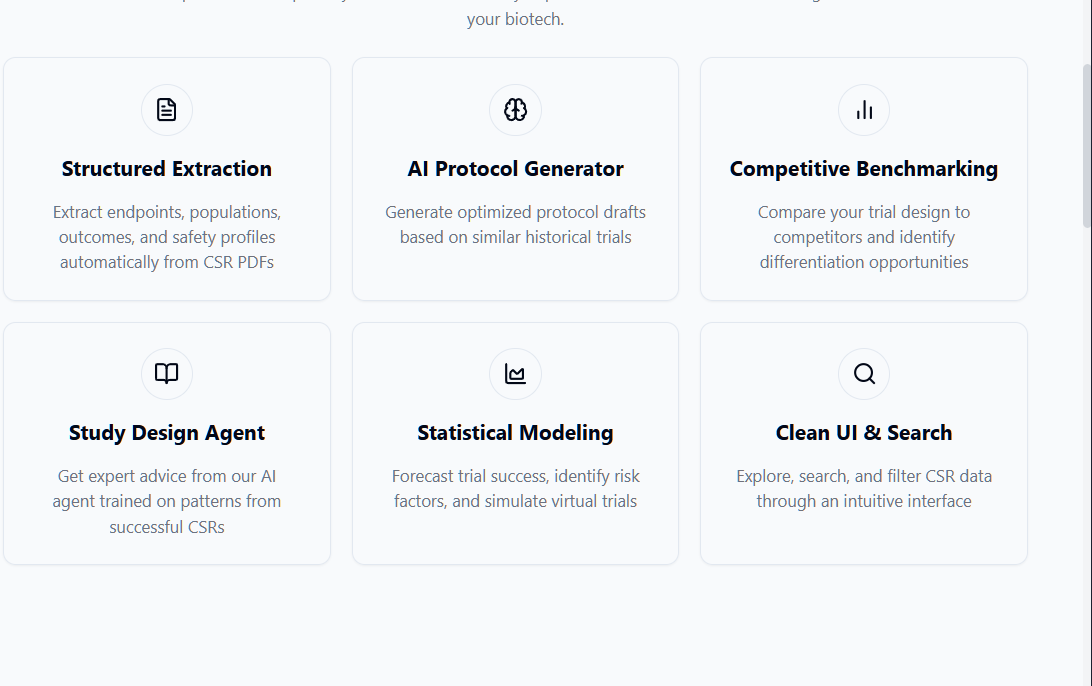 your biotech.
Structured Extraction
Extract endpoints, populations,
outcomes, and safety profiles
automatically from CSR PDFs
AI Protocol Generator
Generate optimized protocol drafts
based on similar historical trials
Competitive Benchmarking
Compare your trial design to
competitors and identify
differentiation opportunities
Study Design Agent
Get expert advice from our AI
agent trained on patterns from
successful CSRs
Statistical Modeling
Forecast trial success, identify risk
factors, and simulate virtual trials
Clean UI & Search
Explore, search, and filter CSR data
through an intuitive interface